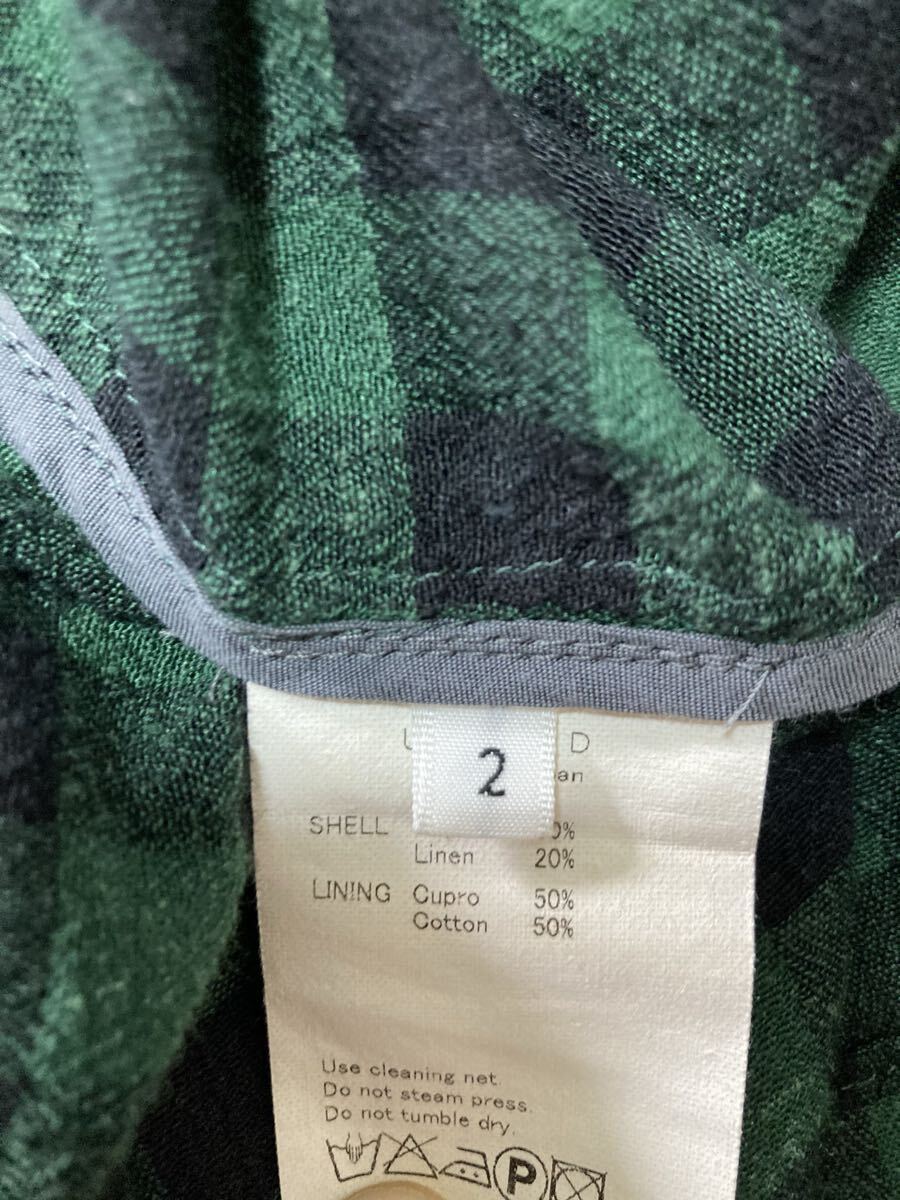 2
SHELL
Linen 20%
LINING Cupro 50%
Cotton 50%
Use cleaning net.
Do not steam press.
Do not tumble dry.
P